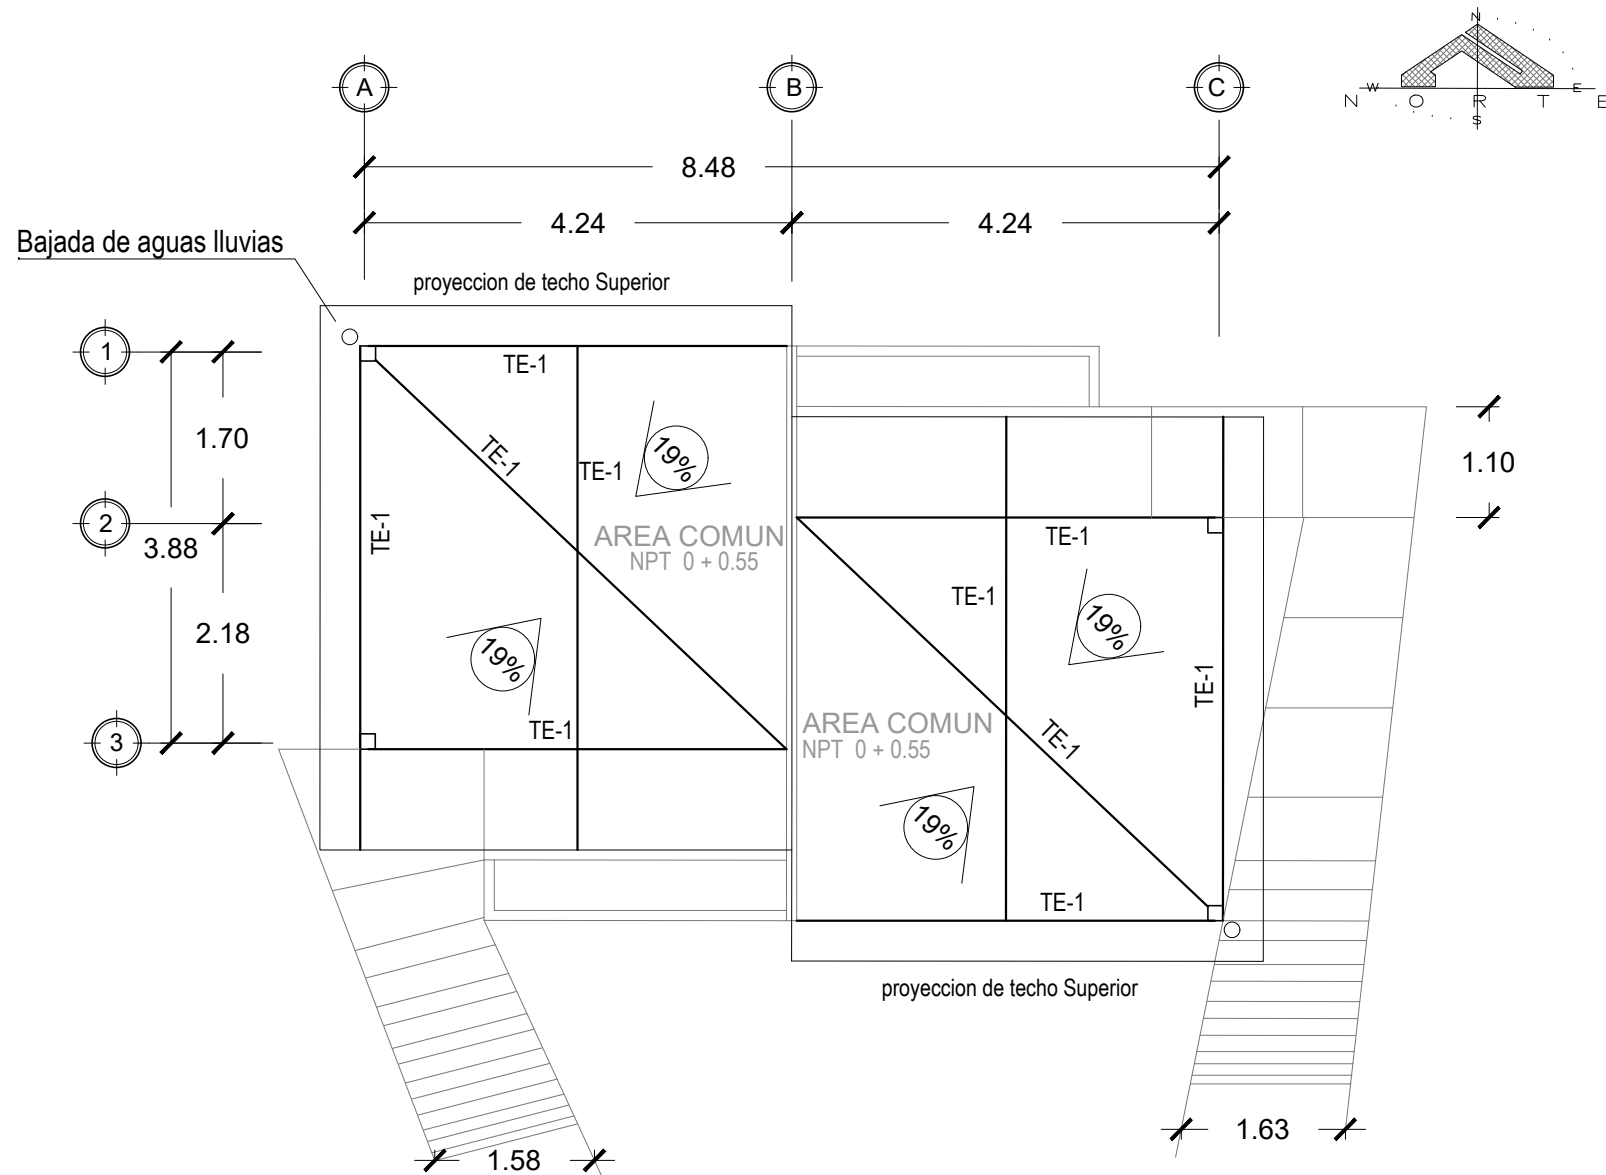 N
W E
N O R T E
S
A B C
8.48
4.24 4.24
Bajada de aguas lluvias
proyeccion de techo Superior
1
TE-1
1.70
TE-1
TE-1
19%
1.10
2
3.88
TE-1
AREA COMUN
NPT 0 + 0.55
TE-1
TE-1
19%
2.18
19%
TE-1
TE-1
3
AREA COMUN
NPT 0 + 0.55
TE-1
19%
TE-1
proyeccion de techo Superior
1.63
1.58